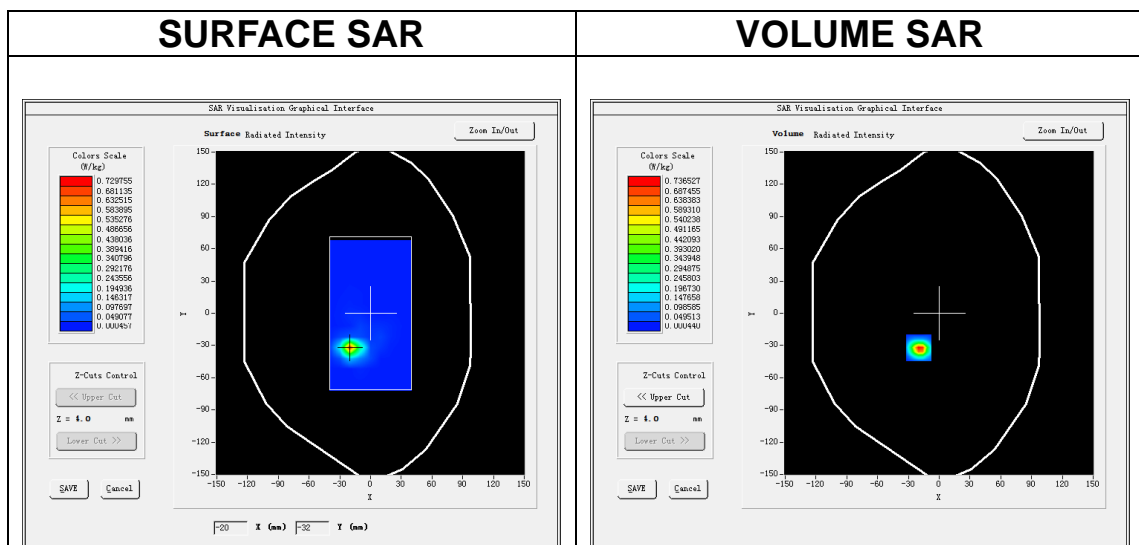 SURFACE SAR
VOLUME SAR
SAR Visualisation Graphical Interface
Surface Radiated Intensity
Zoom In/Out
Colors Scale
(W/kg)
0.729755
0.681135
0.632515
0.583895
0.535276
0.486656
0.438036
0.389416
0.340796
0.292176
0.243556
0.194936
0.146317
0.097697
0.049077
0.000457
Z-Cuts Control
<< Upper Cut
Z = 4.0 mm
Lower Cut >>
SAVE Cancel
150
120
90
60
30
0
-30
-60
-90
-120
-150
Y
-150 -120 -90 -60 -30 0 30 60 90 120 150
X
-20 X (mm) -32 Y (mm)
SAR Visualisation Graphical Interface
Volume Radiated Intensity
Zoom In/Out
Colors Scale
(W/kg)
0.736527
0.687455
0.638383
0.589310
0.540238
0.491165
0.442093
0.393020
0.343948
0.294875
0.245803
0.196730
0.147658
0.098585
0.049513
0.000440
Z-Cuts Control
<< Upper Cut
Z = 4.0 mm
Lower Cut >>
SAVE Cancel
150
120
90
60
30
0
-30
-60
-90
-120
-150
Y
-150 -120 -90 -60 -30 0 30 60 90 120 150
X